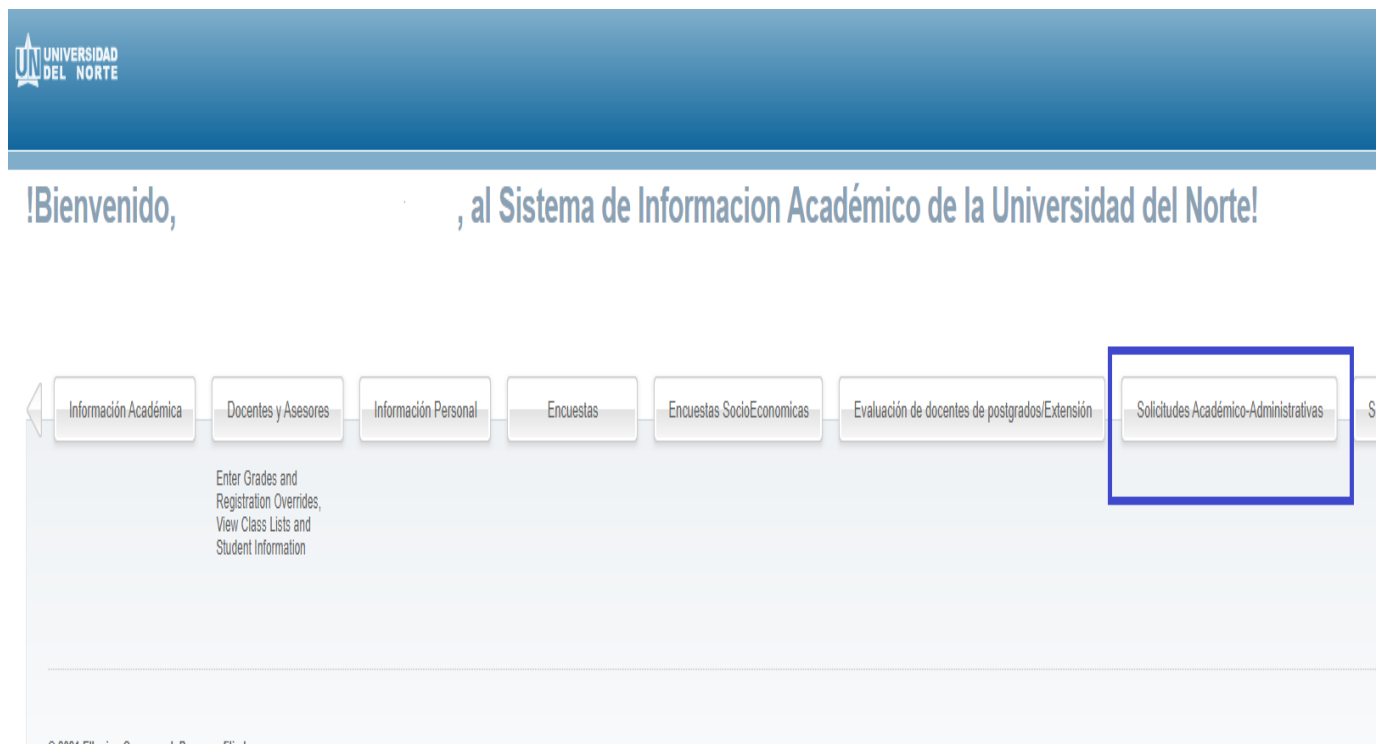 UN UNIVERSIDAD
DEL NORTE
!Bienvenido, , al Sistema de Informacion Académico de la Universidad del Norte!
Información Académica
Docentes y Asesores
Información Personal
Encuestas
Encuestas SocioEconomicas
Evaluación de docentes de postgrados/Extensión
Solicitudes Académico-Administrativas
S
Enter Grades and
Registration Overrides,
View Class Lists and
Student Information